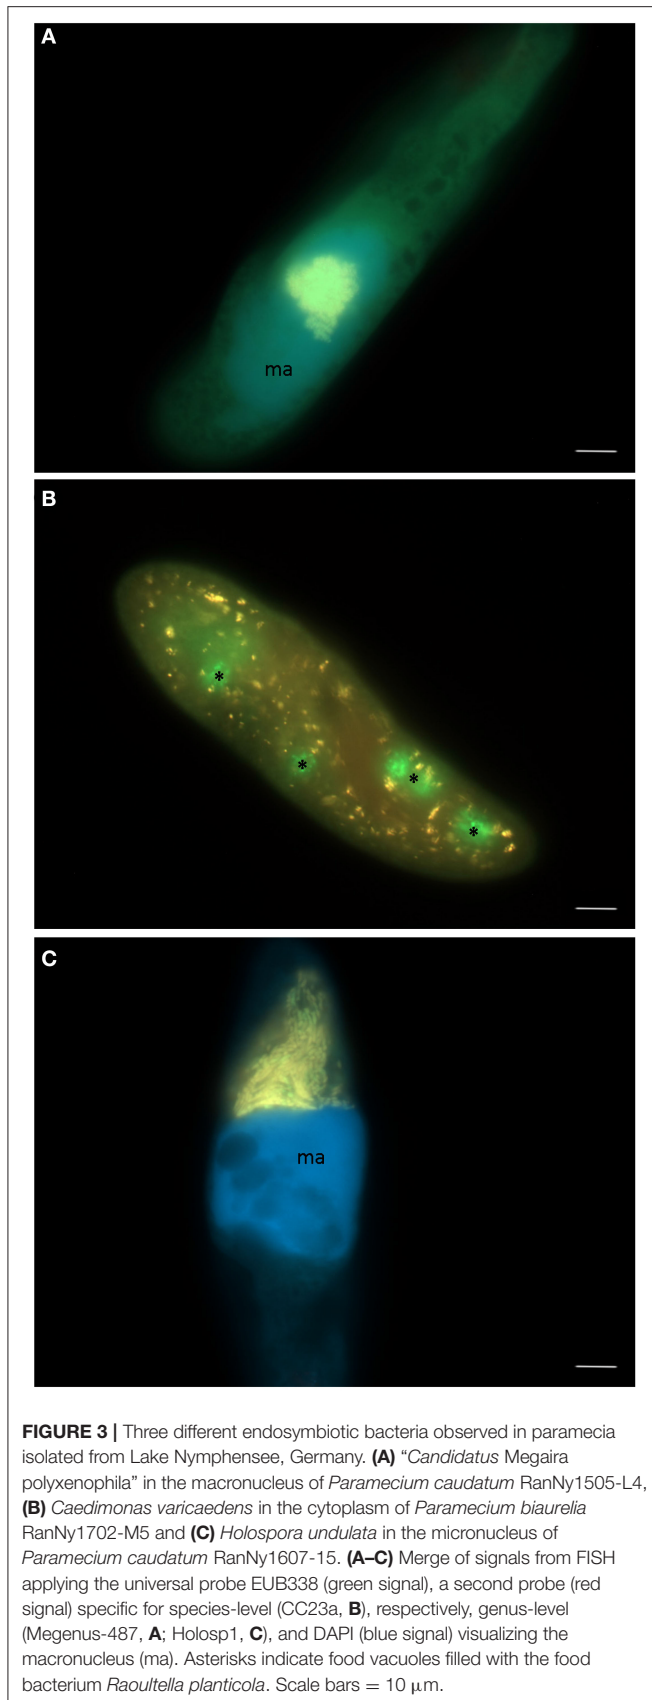 A
ma
B
*
*
*
*
C
ma
FIGURE 3 | Three different endosymbiotic bacteria observed in paramecia
isolated from Lake Nymphensee, Germany. (A) “Candidatus Megaira
polyxenophila” in the macronucleus of Paramecium caudatum RanNy1505-L4,
(B) Caedimonas varicaedens in the cytoplasm of Paramecium biaurelia
RanNy1702-M5 and (C) Holospora undulata in the micronucleus of
Paramecium caudatum RanNy1607-15. (A–C) Merge of signals from FISH
applying the universal probe EUB338 (green signal), a second probe (red
signal) specific for species-level (CC23a, B), respectively, genus-level
(Megenus-487, A; Holosp1, C), and DAPI (blue signal) visualizing the
macronucleus (ma). Asterisks indicate food vacuoles filled with the food
bacterium Raoultella planticola. Scale bars = 10 μm.